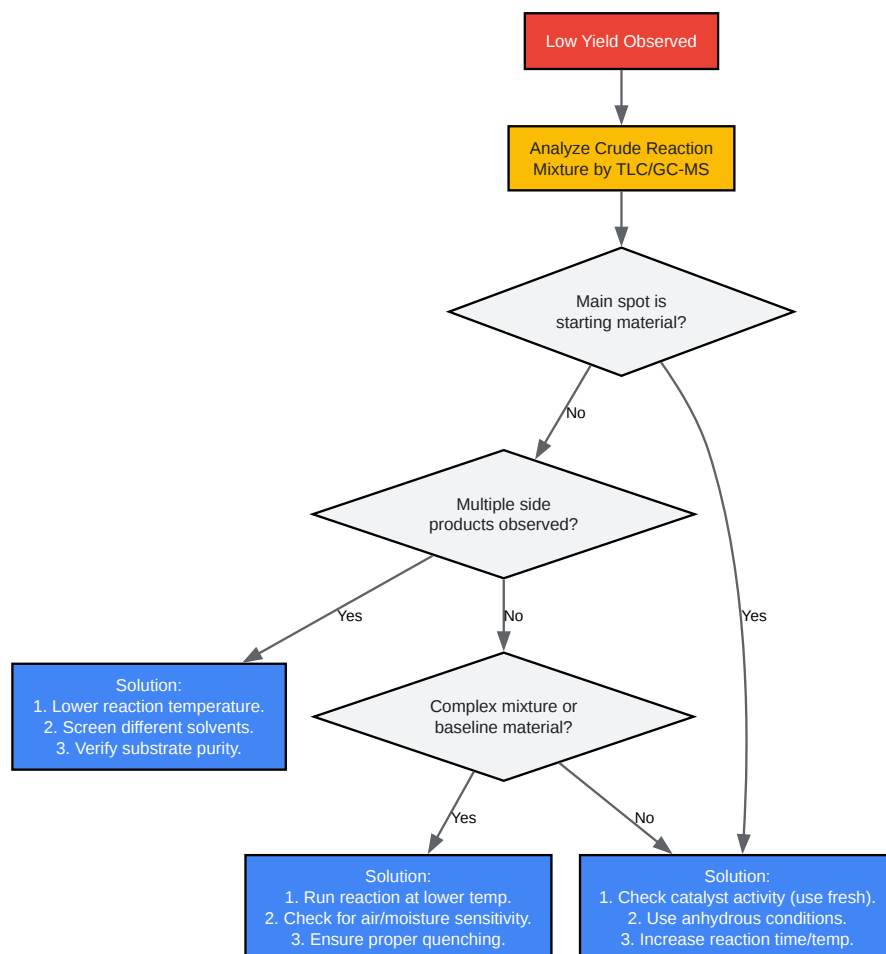 Low Yield Observed
Analyze Crude Reaction
Mixture by TLC/GC-MS
Main spot is
starting material?
No
Multiple side
products observed?
Yes
No
Yes
Solution:
1. Lower reaction temperature.
2. Screen different solvents.
3. Verify substrate purity.
Complex mixture or
baseline material?
Yes
No
Solution:
1. Run reaction at lower temp.
2. Check for air/moisture sensitivity.
3. Ensure proper quenching.
Solution:
1. Check catalyst activity (use fresh).
2. Use anhydrous conditions.
3. Increase reaction time/temp.